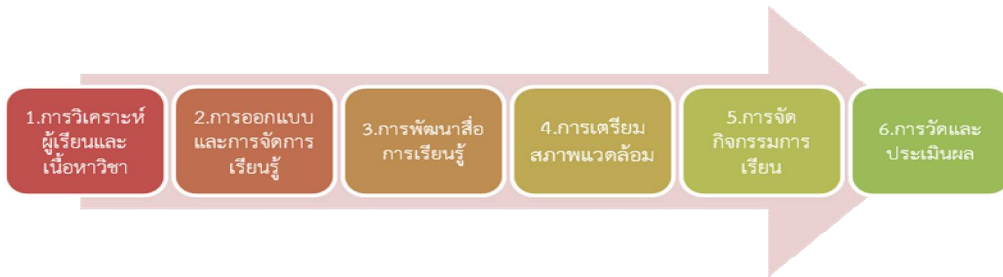 1.การวิเคราะห์
ผู้เรียนและ
เนื้อหาวิชา
2.การออกแบบ
และการจัดการ
เรียนรู้
3.การพัฒนาสื่อ
การเรียนรู้
4.การเตรียม
สภาพแวดล้อม
5.การจัด
กิจกรรมการ
เรียน
6.การวัดและ
ประเมินผล